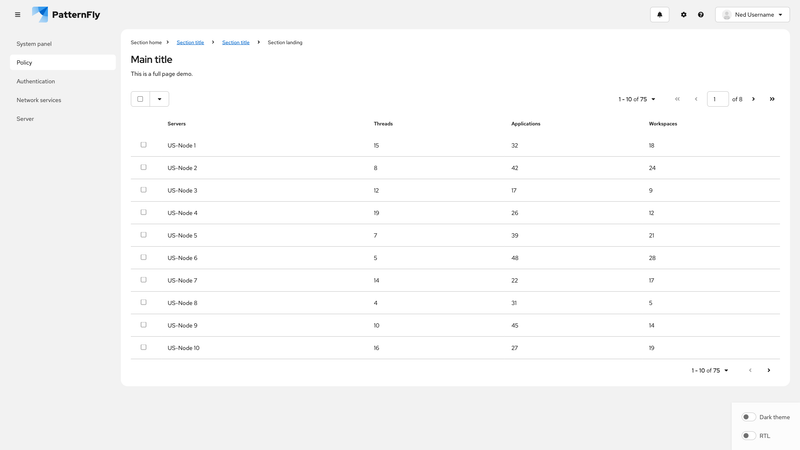 PatternFly
Ned Username
System panel
Policy
Authentication
Network services
Server
Section home Section title Section title Section landing
Main title
This is a full page demo.
1 - 10 of 75 1 of 8
Servers Threads Applications Workspaces
US-Node 1 15 32 18
US-Node 2 8 42 24
US-Node 3 12 17 9
US-Node 4 19 26 12
US-Node 5 7 39 21
US-Node 6 5 48 28
US-Node 7 14 22 17
US-Node 8 4 31 5
US-Node 9 10 45 14
US-Node 10 16 27 19
1 - 10 of 75
Dark theme
RTL